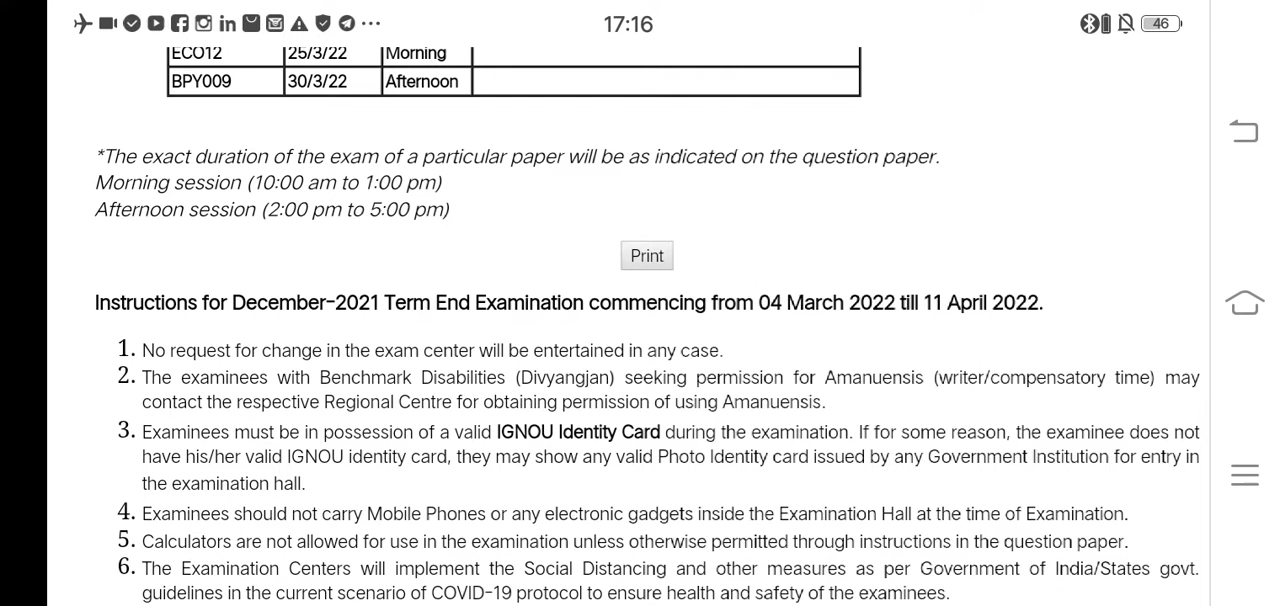 17:16
46
ECO12 25/3/22 Morning
BPY009 30/3/22 Afternoon
*The exact duration of the exam of a particular paper will be as indicated on the question paper.
Morning session (10:00 am to 1:00 pm)
Afternoon session (2:00 pm to 5:00 pm)
Print
Instructions for December-2021 Term End Examination commencing from 04 March 2022 till 11 April 2022.
1. No request for change in the exam center will be entertained in any case.
2. The examinees with Benchmark Disabilities (Divyangjan) seeking permission for Amanuensis (writer/compensatory time) may
contact the respective Regional Centre for obtaining permission of using Amanuensis.
3. Examinees must be in possession of a valid IGNOU Identity Card during the examination. If for some reason, the examinee does not
have his/her valid IGNOU identity card, they may show any valid Photo Identity card issued by any Government Institution for entry in
the examination hall.
4. Examinees should not carry Mobile Phones or any electronic gadgets inside the Examination Hall at the time of Examination.
5. Calculators are not allowed for use in the examination unless otherwise permitted through instructions in the question paper.
6. The Examination Centers will implement the Social Distancing and other measures as per Government of India/States govt.
guidelines in the current scenario of COVID-19 protocol to ensure health and safety of the examinees.